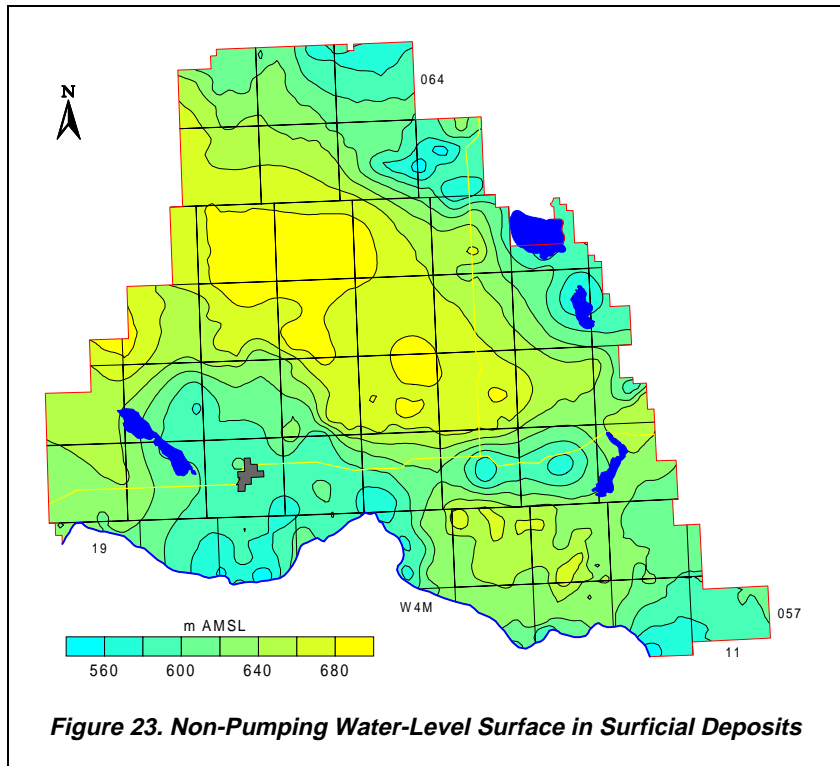 064
N
19
W4M
057
m AMSL
11
560 600 640 680
Figure 23. Non-Pumping Water-Level Surface in Surficial Deposits